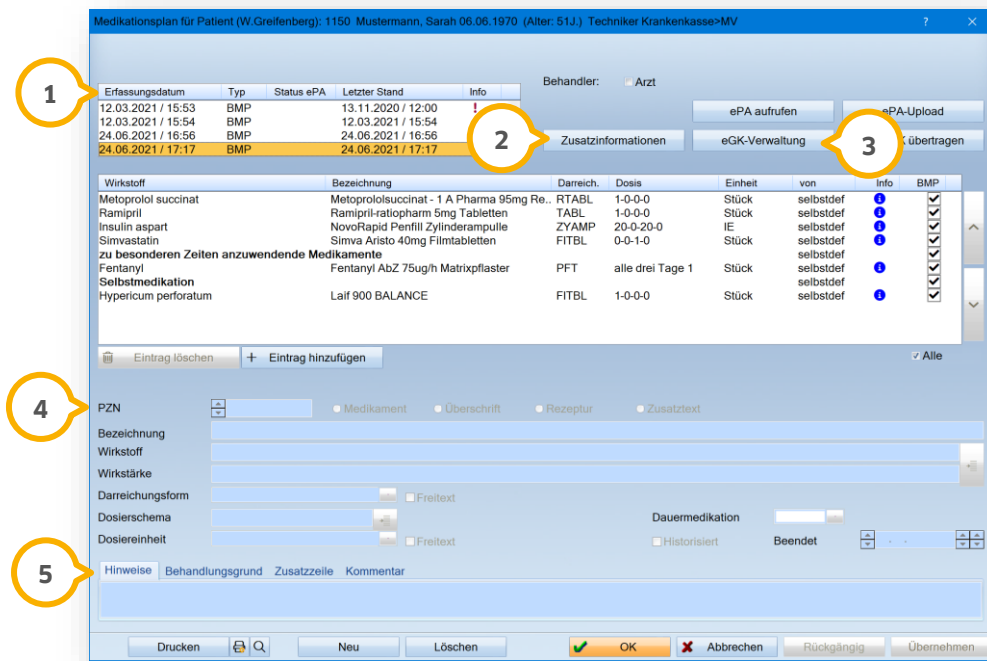 Medikationsplan für Patient (W.Greifenberg): 1150 Mustermann, Sarah 06.06.1970 (Alter: 51J.) Techniker Krankenkasse>MV ? ×
Behandler: Arzt
1
Erfassungsdatum Typ Status ePA Letzter Stand Info
12.03.2021 / 15:53 BMP 13.11.2020 / 12:00 !
12.03.2021 / 15:54 BMP 12.03.2021 / 15:54
24.06.2021 / 16:56 BMP 24.06.2021 / 16:56
24.06.2021 / 17:17 BMP 24.06.2021 / 17:17
ePA aufrufen ePA-Upload
2 Zusatzinformationen eGK-Verwaltung 3 übertragen
Wirkstoff Bezeichnung Darreich. Dosis Einheit von Info BMP
Metoprolol succinat Metoprololsuccinat - 1 A Pharma 95mg Re.. RTABL 1-0-0-0 Stück selbstdef
Ramipril Ramipril-ratiopharm 5mg Tabletten TABL 1-0-0-0 Stück selbstdef
Insulin aspart NovoRapid Penfill Zylinderampulle ZYAMP 20-0-20-0 IE selbstdef
Simvastatin Simva Aristo 40mg Filmtabletten FITBL 0-0-1-0 Stück selbstdef
zu besonderen Zeiten anzuwendende Medikamente selbstdef
Fentanyl Fentanyl AbZ 75ug/h Matrixpflaster PFT alle drei Tage 1 Stück selbstdef
Selbstmedikation selbstdef
Hypericum perforatum Laif 900 BALANCE FITBL 1-0-0-0 Stück selbstdef
Eintrag löschen + Eintrag hinzufügen Alle
4
PZN Medikament Überschrift Rezeptur Zusatztext
Bezeichnung
Wirkstoff
Wirkstärke
Darreichungsform Freitext
Dosierschema Dauermedikation
Dosiereinheit Freitext Historisiert Beendet
5
Hinweise Behandlungsgrund Zusatzzeile Kommentar
Drucken Neu Löschen OK Abbrechen Rückgängig Übernehmen